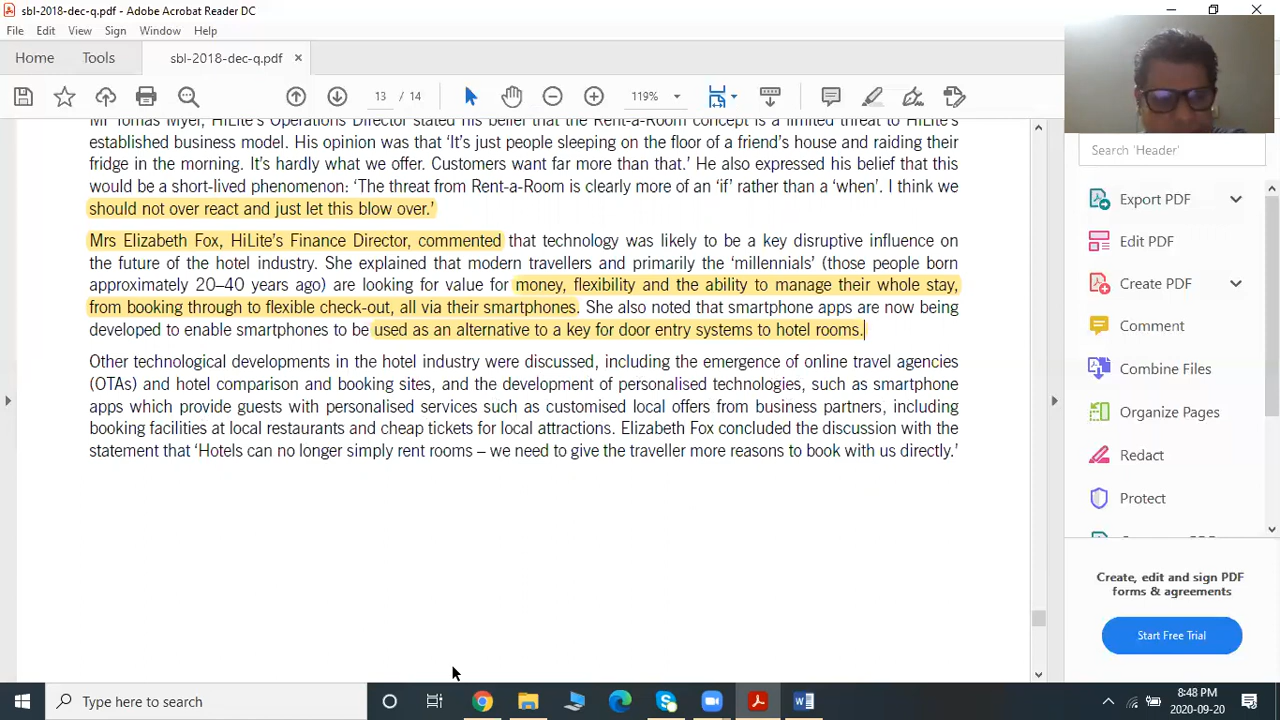 sbl-2018-dec-q.pdf - Adobe Acrobat Reader DC
File Edit View Sign Window Help
Home Tools sbl-2018-dec-q.pdf ×
13 / 14 119%
Mr Tomas Myer, HiLite's Operations Director stated his belief that the Rent-a-Room concept is a limited threat to HiLite's
established business model. His opinion was that 'It's just people sleeping on the floor of a friend's house and raiding their
fridge in the morning. It's hardly what we offer. Customers want far more than that.' He also expressed his belief that this
would be a short-lived phenomenon: 'The threat from Rent-a-Room is clearly more of an 'if' rather than a 'when'. I think we
should not over react and just let this blow over.'
Mrs Elizabeth Fox, HiLite's Finance Director, commented that technology was likely to be a key disruptive influence on
the future of the hotel industry. She explained that modern travellers and primarily the 'millennials' (those people born
approximately 20–40 years ago) are looking for value for money, flexibility and the ability to manage their whole stay,
from booking through to flexible check-out, all via their smartphones. She also noted that smartphone apps are now being
developed to enable smartphones to be used as an alternative to a key for door entry systems to hotel rooms.
Other technological developments in the hotel industry were discussed, including the emergence of online travel agencies
(OTAs) and hotel comparison and booking sites, and the development of personalised technologies, such as smartphone
apps which provide guests with personalised services such as customised local offers from business partners, including
booking facilities at local restaurants and cheap tickets for local attractions. Elizabeth Fox concluded the discussion with the
statement that 'Hotels can no longer simply rent rooms – we need to give the traveller more reasons to book with us directly.'
Search 'Header'
Export PDF
Edit PDF
Create PDF
Comment
Combine Files
Organize Pages
Redact
Protect
Create, edit and sign PDF
forms & agreements
Start Free Trial
Type here to search
8:48 PM
2020-09-20